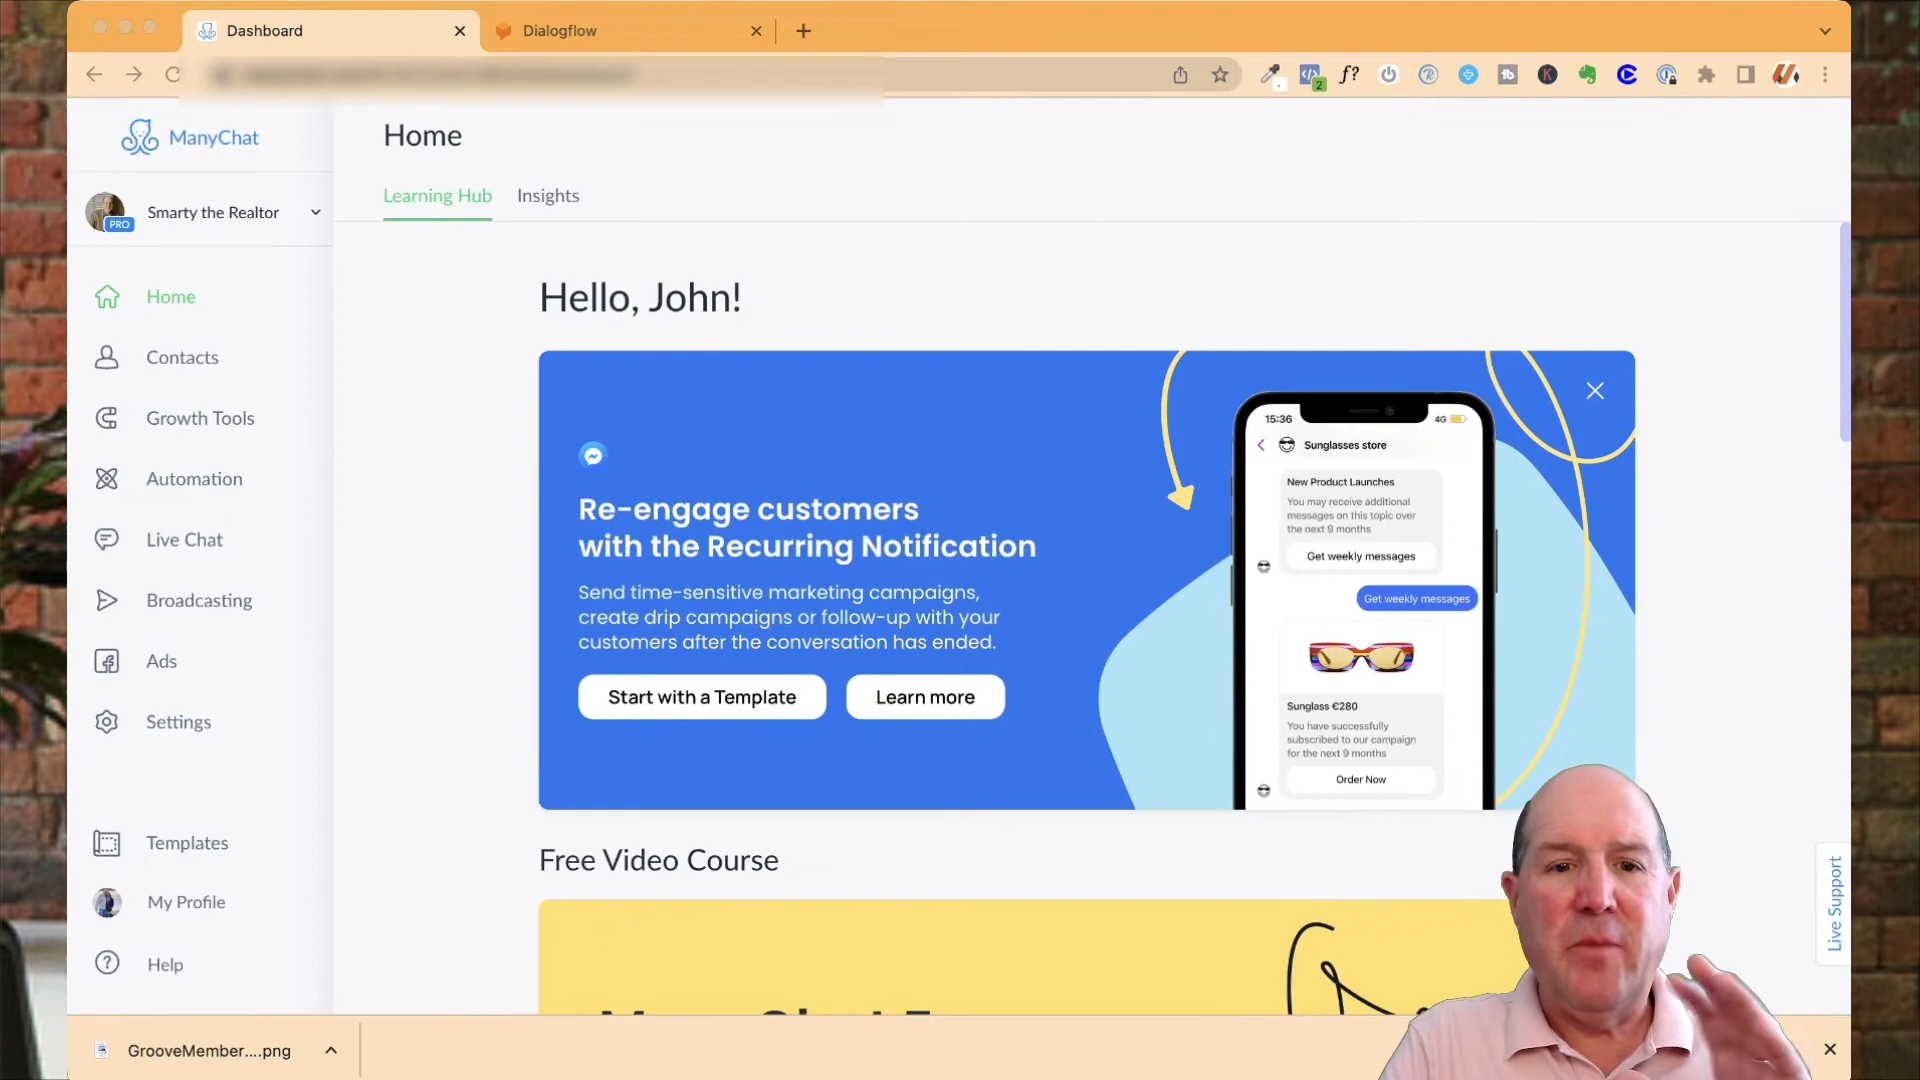 Dashboard
Dialogflow
f?
2
ManyChat
Home
Learning Hub
Insights
PRO
Smarty the Realtor
Home
Contacts
Growth Tools
Automation
Live Chat
Broadcasting
Ads
Settings
Templates
My Profile
Help
Hello, John!
Re-engage customers
with the Recurring Notification
Send time-sensitive marketing campaigns,
create drip campaigns or follow-up with your
customers after the conversation has ended.
Start with a Template
Learn more
15:36
4G
Sunglasses store
New Product Launches
You may receive additional
messages on this topic over
the next 9 months
Get weekly messages
Get weekly messages
Sunglass €280
You have successfully
subscribed to our campaign
for the next 9 months
Order Now
Free Video Course
Live Support
GrooveMember....png